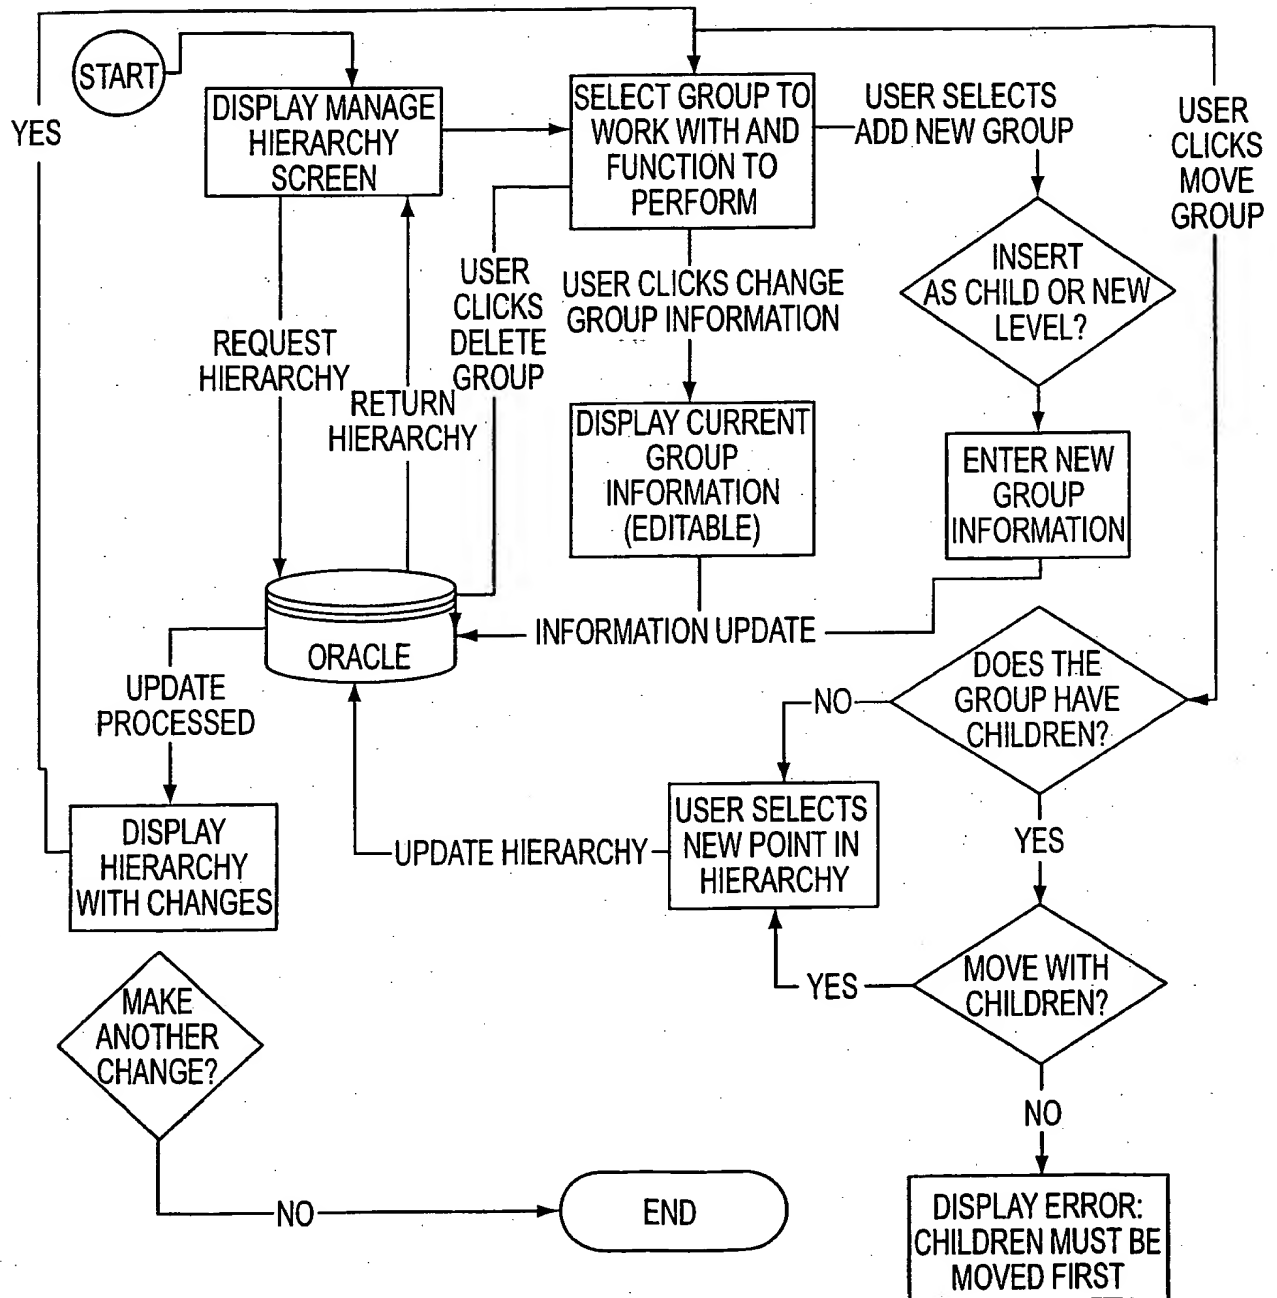 START
YES
DISPLAY MANAGE
HIERARCHY
SCREEN
SELECT GROUP TO
WORK WITH AND
FUNCTION TO
PERFORM
USER SELECTS
ADD NEW GROUP
USER
CLICKS
MOVE
GROUP
INSERT
AS CHILD OR NEW
LEVEL?
USER
CLICKS
DELETE
GROUP
USER CLICKS CHANGE
GROUP INFORMATION
REQUEST
HIERARCHY
RETURN
HIERARCHY
DISPLAY CURRENT
GROUP
INFORMATION
(EDITABLE)
ENTER NEW
GROUP
INFORMATION
ORACLE
INFORMATION UPDATE
UPDATE
PROCESSED
DOES THE
GROUP HAVE
CHILDREN?
NO
YES
DISPLAY
HIERARCHY
WITH CHANGES
UPDATE HIERARCHY
USER SELECTS
NEW POINT IN
HIERARCHY
MOVE WITH
CHILDREN?
YES
MAKE
ANOTHER
CHANGE?
NO
NO
END
DISPLAY ERROR:
CHILDREN MUST BE
MOVED FIRST